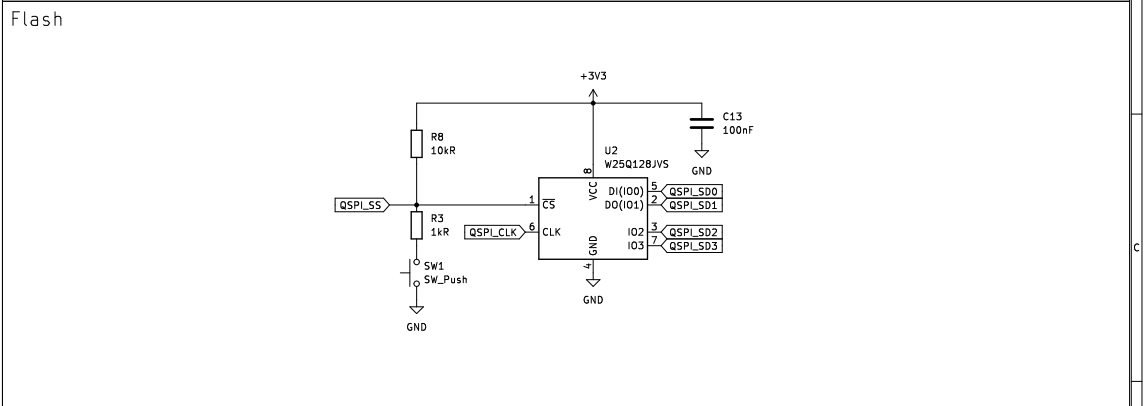 Flash
+3V3
C13
100nF
GND
R8
10kR
U2
W25Q128JVS
8
VCC
QSPI_SS
1
CS
DI(IO0)
5
QSPI_SD0
DO(IO1)
2
QSPI_SD1
R3
1kR
QSPI_CLK
6
CLK
IO2
3
QSPI_SD2
IO3
7
QSPI_SD3
GND
4
GND
SW1
SW_Push
GND
C